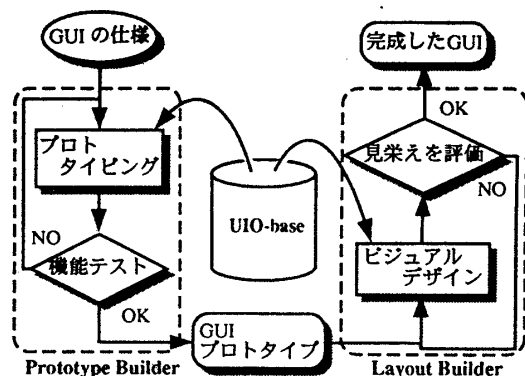 GUI の仕様
プロト
タイピング
NO
機能テスト
OK
Prototype Builder
UIO-base
GUI
プロトタイプ
完成したGUI
OK
見栄えを評価
NO
ビジュアル
デザイン
Layout Builder